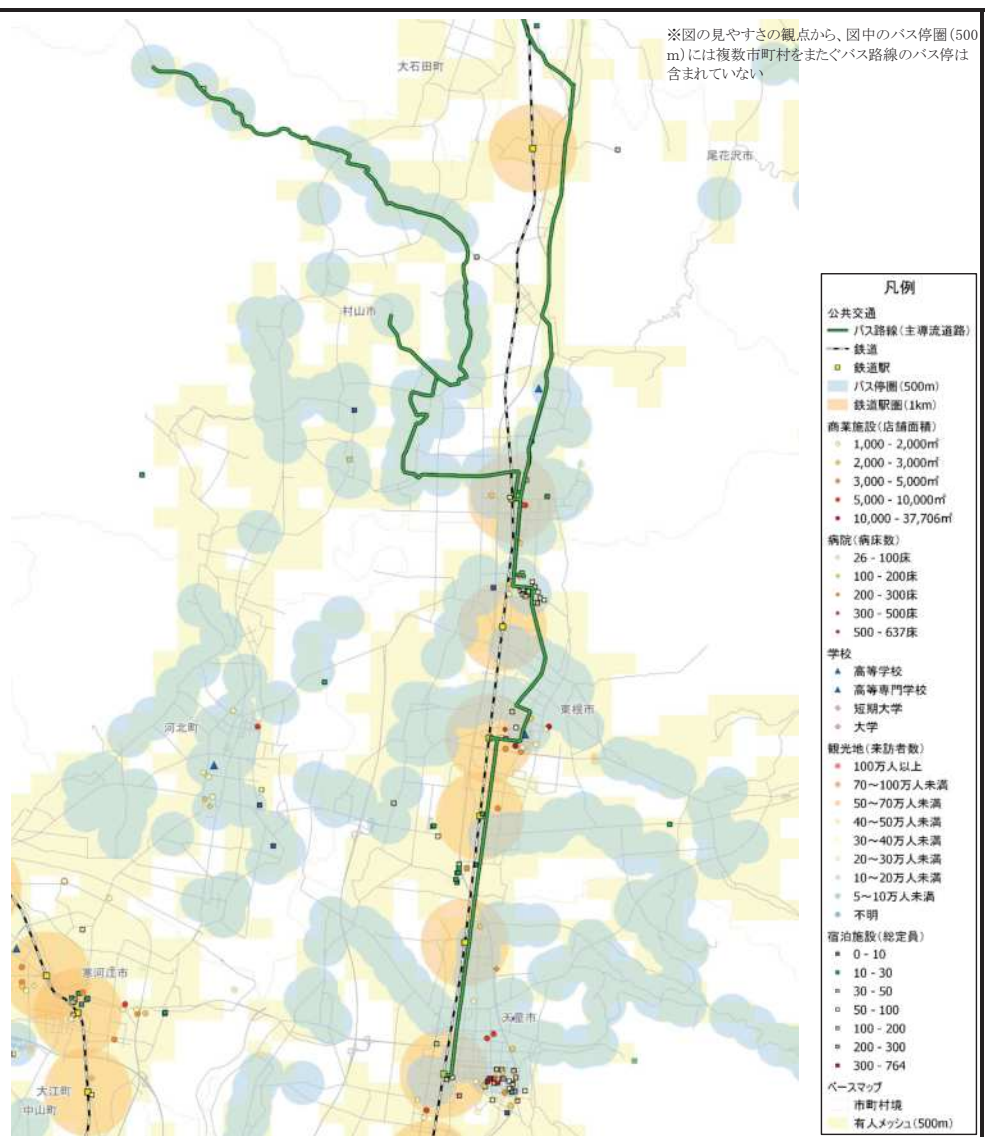 ※図の見やすさの観点から、図中のバス停圏(500
m)には複数市町村をまたぐバス路線のバス停は
含まれていない
大石田町
尾花沢市
村山市
東根市
河北町
寒河江市
天童市
大江町
中山町
凡例
公共交通
バス路線(主導流道路)
鉄道
鉄道駅
バス停圏(500m)
鉄道駅圏(1km)
商業施設(店舗面積)
1,000 - 2,000㎡
2,000 - 3,000㎡
3,000 - 5,000㎡
5,000 - 10,000㎡
10,000 - 37,706㎡
病院(病床数)
26 - 100床
100 - 200床
200 - 300床
300 - 500床
500 - 637床
学校
高等学校
高等専門学校
短期大学
大学
観光地(来訪者数)
100万人以上
70~100万人未満
50~70万人未満
40~50万人未満
30~40万人未満
20~30万人未満
10~20万人未満
5~10万人未満
不明
宿泊施設(総定員)
0 - 10
10 - 30
30 - 50
50 - 100
100 - 200
200 - 300
300 - 764
ベースマップ
市町村境
有人メッシュ(500m)